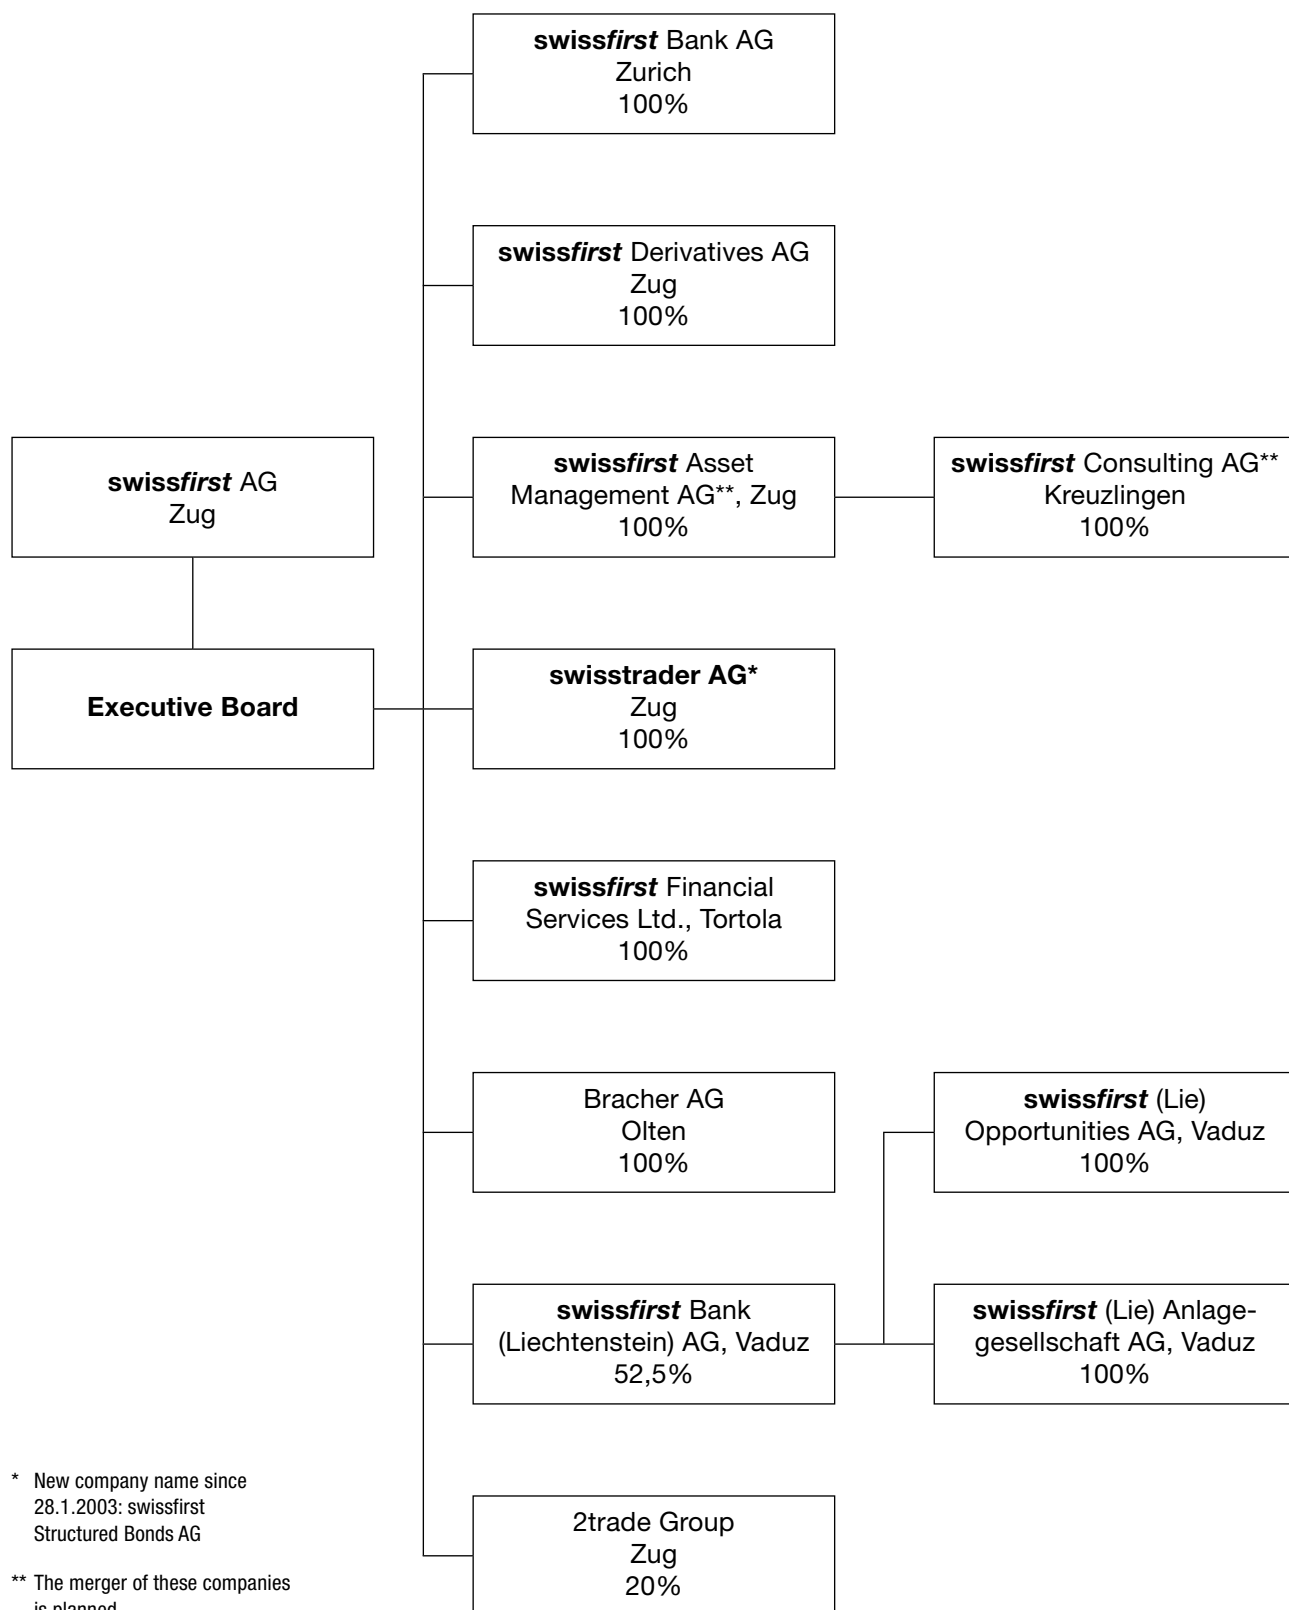 swissfirst Bank AG
Zurich
100%
swissfirst Derivatives AG
Zug
100%
swissfirst AG
Zug
swissfirst Asset
Management AG**, Zug
100%
swissfirst Consulting AG**
Kreuzlingen
100%
Executive Board
swisstrader AG*
Zug
100%
swissfirst Financial
Services Ltd., Tortola
100%
Bracher AG
Olten
100%
swissfirst (Lie)
Opportunities AG, Vaduz
100%
swissfirst Bank
(Liechtenstein) AG, Vaduz
52,5%
swissfirst (Lie) Anlage-
gesellschaft AG, Vaduz
100%
2trade Group
Zug
20%
* New company name since
28.1.2003: swissfirst
Structured Bonds AG
** The merger of these companies
is planned